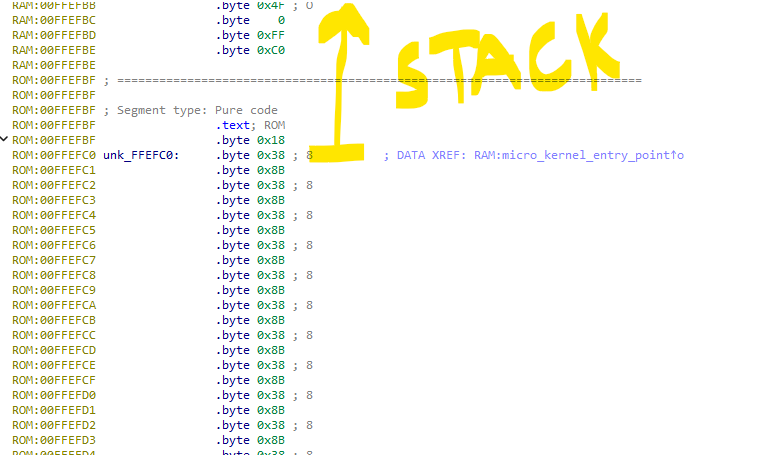 RAM:00FFEFBB .byte 0x4F ; O
RAM:00FFEFBC .byte 0
RAM:00FFEFBD .byte 0xFF
RAM:00FFEFBE .byte 0xC0
RAM:00FFEFBE
ROM:00FFEFBF ; ===========================================================================
ROM:00FFEFBF
ROM:00FFEFBF ; Segment type: Pure code
ROM:00FFEFBF .text; ROM
ROM:00FFEFBF .byte 0x18
ROM:00FFEFC0 unk_FFEFC0: .byte 0x38 ; 8 ; DATA XREF: RAM:micro_kernel_entry_point↑o
ROM:00FFEFC1 .byte 0x8B
ROM:00FFEFC2 .byte 0x38 ; 8
ROM:00FFEFC3 .byte 0x8B
ROM:00FFEFC4 .byte 0x38 ; 8
ROM:00FFEFC5 .byte 0x8B
ROM:00FFEFC6 .byte 0x38 ; 8
ROM:00FFEFC7 .byte 0x8B
ROM:00FFEFC8 .byte 0x38 ; 8
ROM:00FFEFC9 .byte 0x8B
ROM:00FFEFCA .byte 0x38 ; 8
ROM:00FFEFCB .byte 0x8B
ROM:00FFEFCC .byte 0x38 ; 8
ROM:00FFEFCD .byte 0x8B
ROM:00FFEFCE .byte 0x38 ; 8
ROM:00FFEFCF .byte 0x8B
ROM:00FFEFD0 .byte 0x38 ; 8
ROM:00FFEFD1 .byte 0x8B
ROM:00FFEFD2 .byte 0x38 ; 8
ROM:00FFEFD3 .byte 0x8B
ROM:00FFEFD4 .byte 0x38 ; 8
STACK